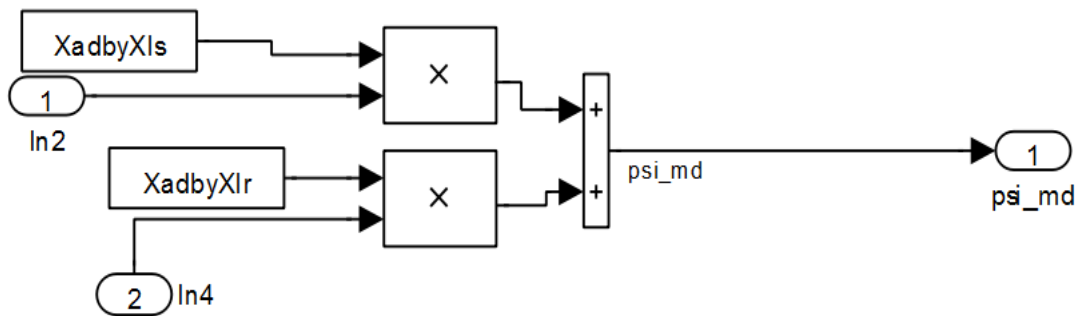 XadbyXls
1
In2
×
+
XadbyXlr
×
+
psi_md
1
psi_md
2
In4